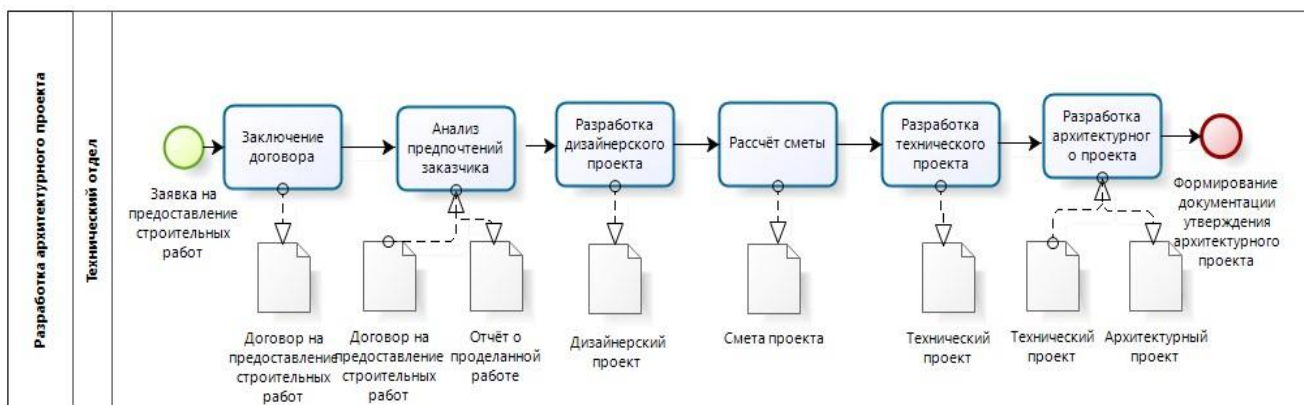 Разработка архитектурного проекта
Технический отдел
Заявка на
предоставление
строительных
работ
Заключение
договора
Анализ
предпочтений
заказчика
Разработка
дизайнерского
проекта
Рассчёт сметы
Разработка
технического
проекта
Разработка
архитектурног
о проекта
Формирование
документации
утверждения
архитектурного
проекта
Договор на
предоставление
строительных
работ
Договор на
предоставление
строительных
работ
Отчёт о
проделанной
работе
Дизайнерский
проект
Смета проекта
Технический
проект
Технический
проект
Архитектурный
проект